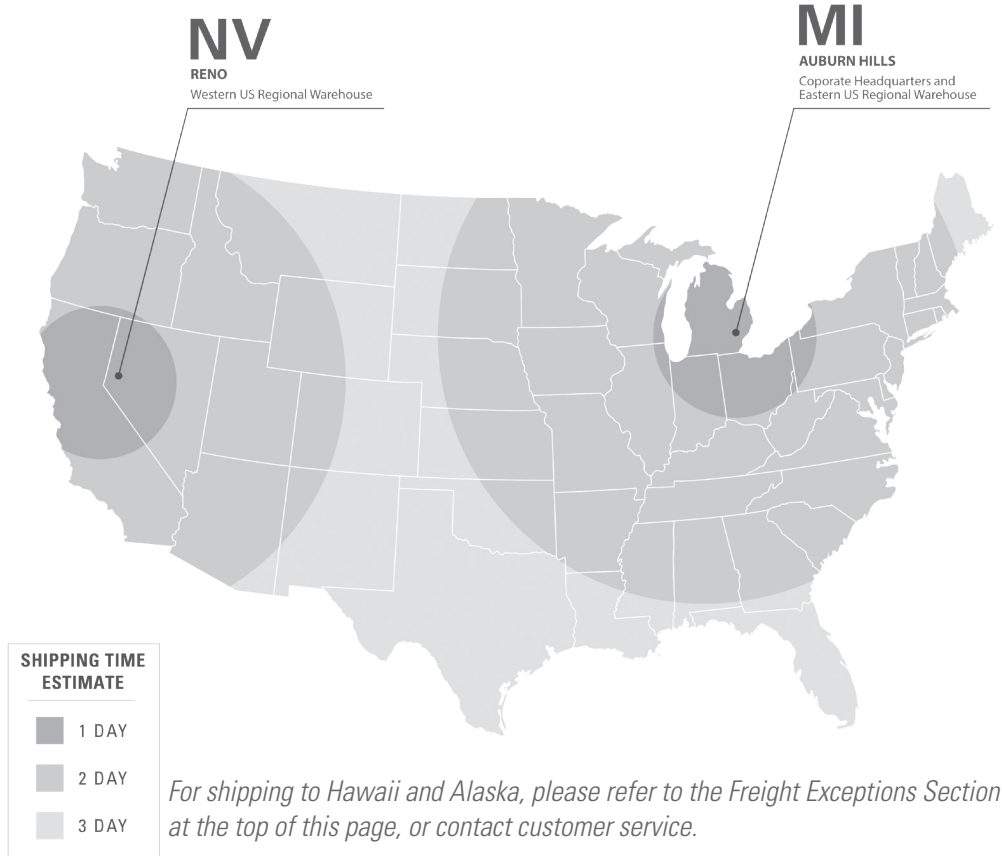 NV
RENO
Western US Regional Warehouse
MI
AUBURN HILLS
Coporate Headquarters and
Eastern US Regional Warehouse
SHIPPING TIME
ESTIMATE
1 DAY
2 DAY
3 DAY
For shipping to Hawaii and Alaska, please refer to the Freight Exceptions Section
at the top of this page, or contact customer service.